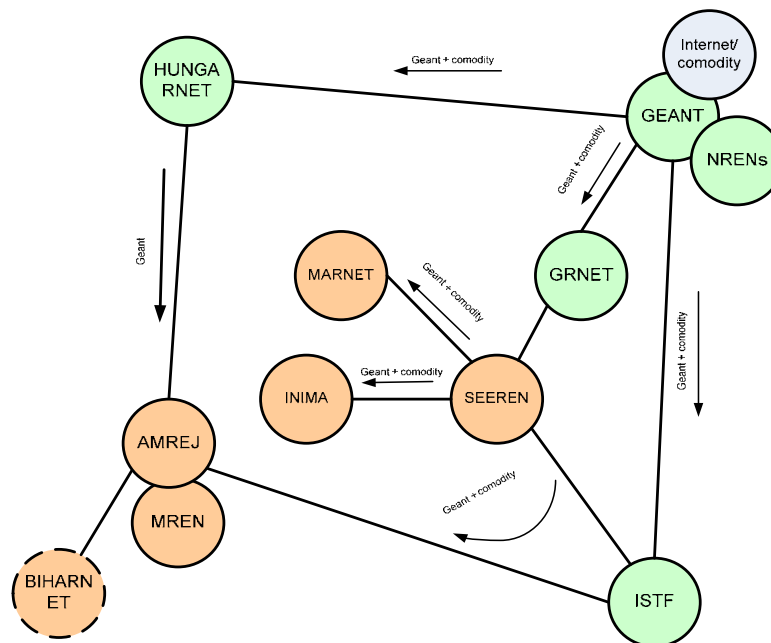 Internet/
comodity
HUNGA
RNET
Geant + comodity
GEANT
NRENs
Geant + comodity
Geant
MARNET
Geant + comodity
GRNET
Geant + comodity
INIMA
Geant + comodity
SEEREN
AMREJ
MREN
Geant + comodity
BIHARN
ET
ISTF